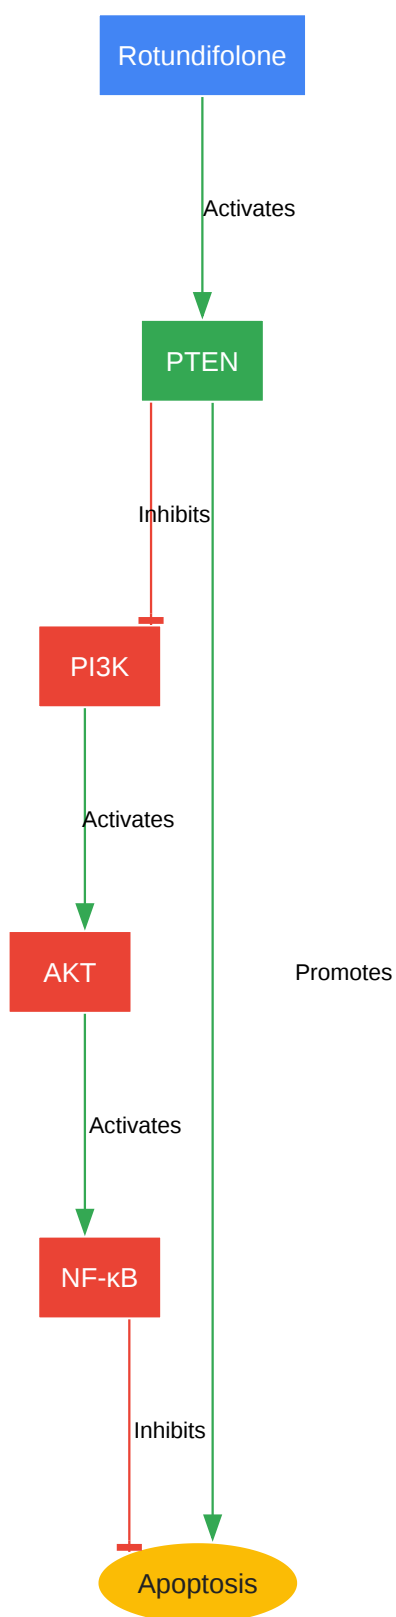 Rotundifolone
Activates
PTEN
Inhibits
PI3K
Activates
AKT
Promotes
Activates
NF-κB
Inhibits
Apoptosis